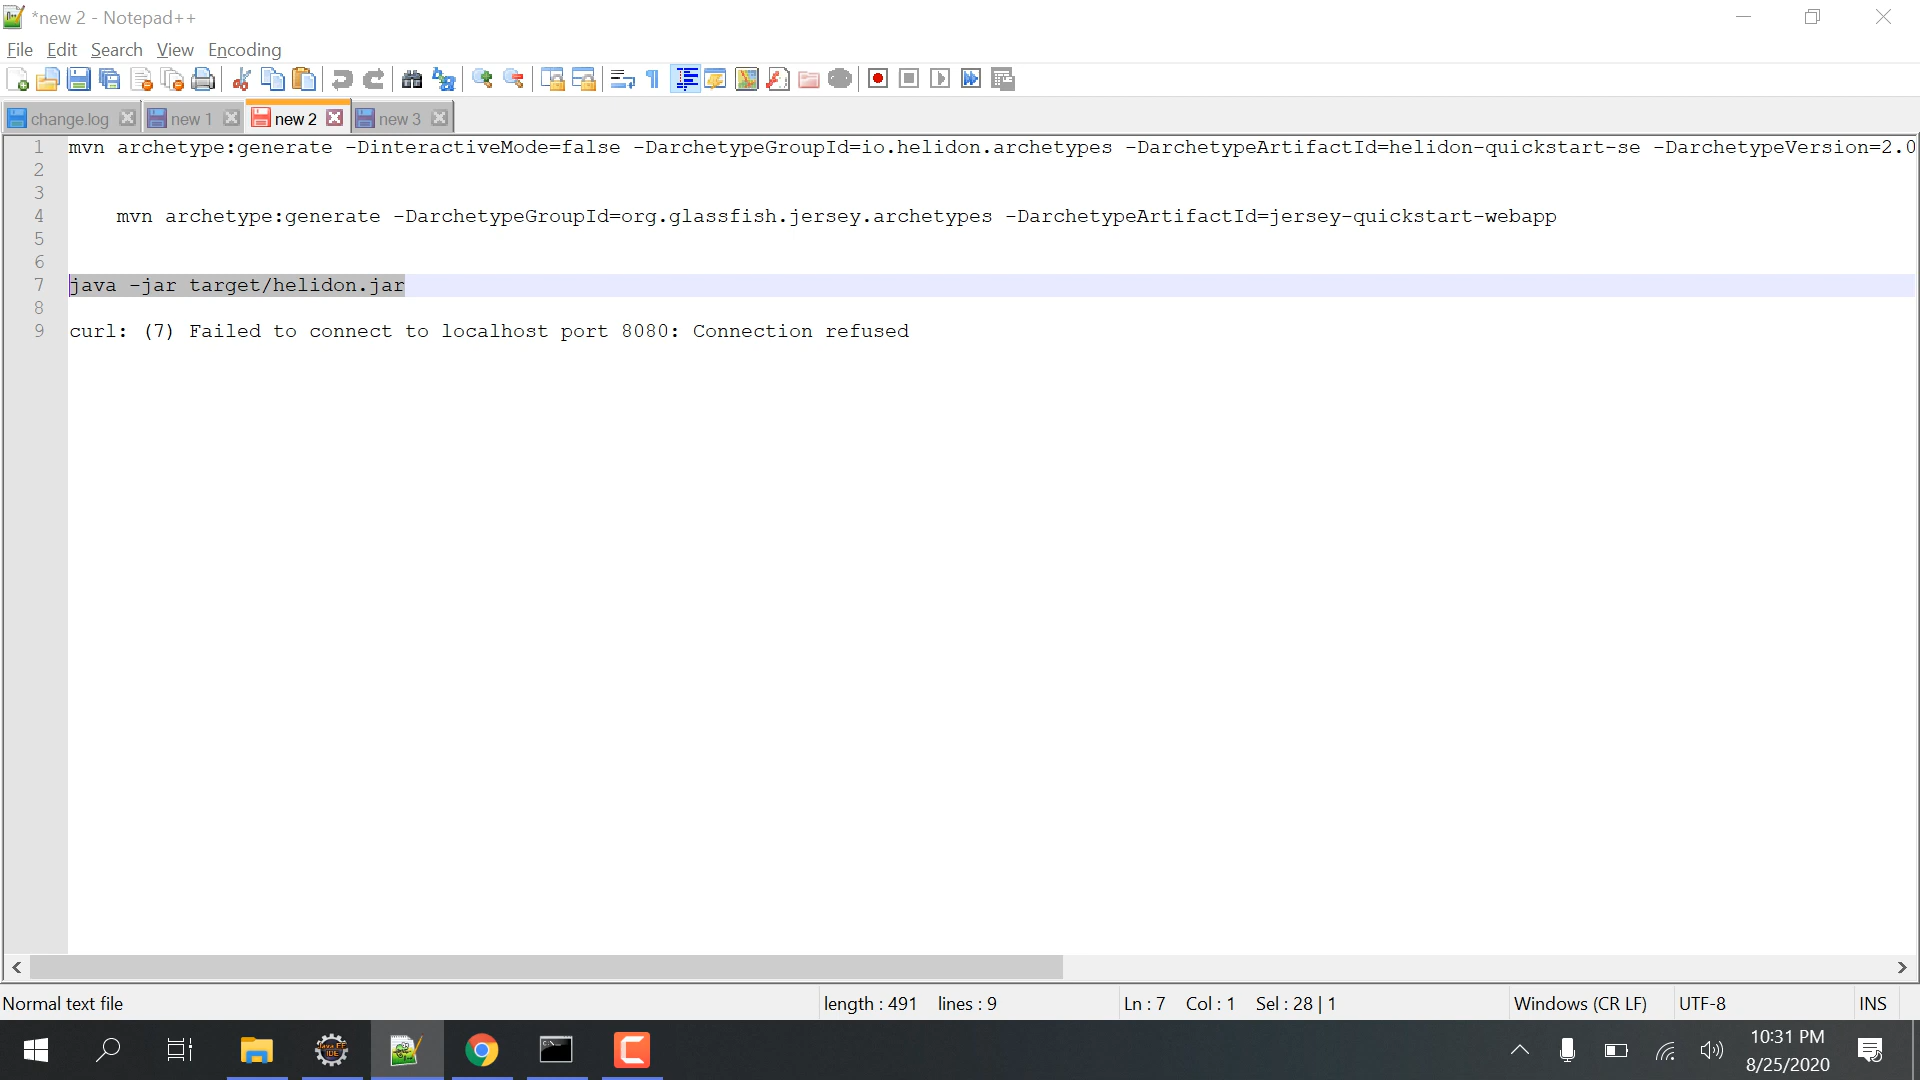 *new 2 - Notepad++
File Edit Search View Encoding
change.log new 1 new 2 new 3
1 mvn archetype:generate -DinteractiveMode=false -DarchetypeGroupId=io.helidon.archetypes -DarchetypeArtifactId=helidon-quickstart-se -DarchetypeVersion=2.0
2
3
4 mvn archetype:generate -DarchetypeGroupId=org.glassfish.jersey.archetypes -DarchetypeArtifactId=jersey-quickstart-webapp
5
6
7 java -jar target/helidon.jar
8
9 curl: (7) Failed to connect to localhost port 8080: Connection refused
Normal text file length : 491 lines : 9 Ln : 7 Col : 1 Sel : 28 | 1 Windows (CR LF) UTF-8 INS
10:31 PM
8/25/2020